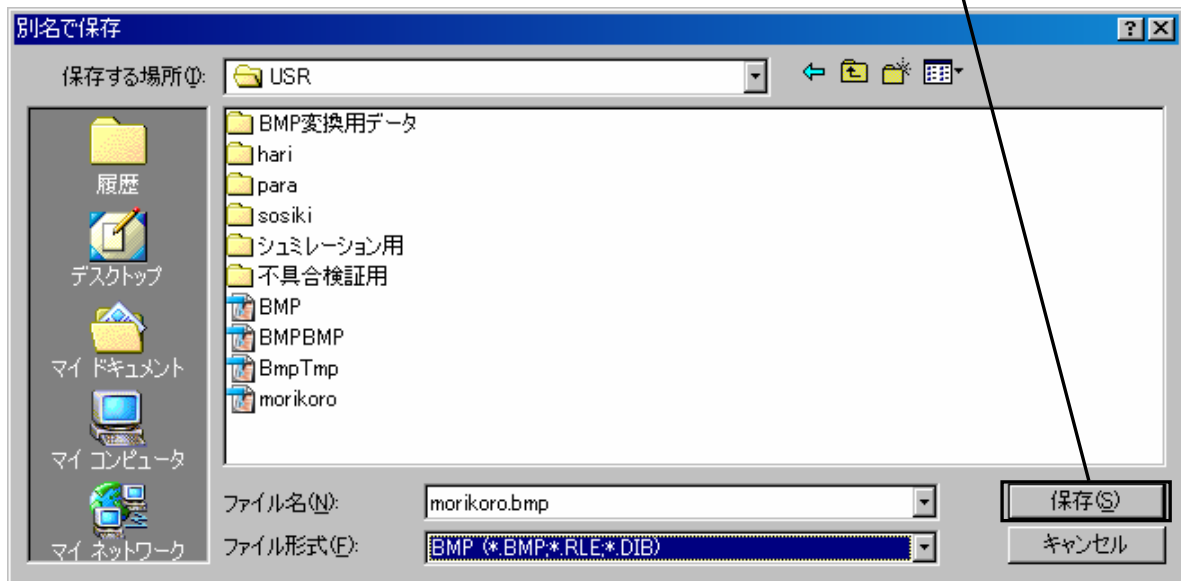 別名で保存
保存する場所(I):
USR
履歴
デスクトップ
マイ ドキュメント
マイ コンピュータ
マイ ネットワーク
BMP変換用データ
hari
para
sosiki
シュミレーション用
不具合検証用
BMP
BMPBMP
BmpTmp
morikoro
ファイル名(N):
morikoro.bmp
保存(S)
ファイル形式(F):
BMP (*.BMP;*.RLE;*.DIB)
キャンセル